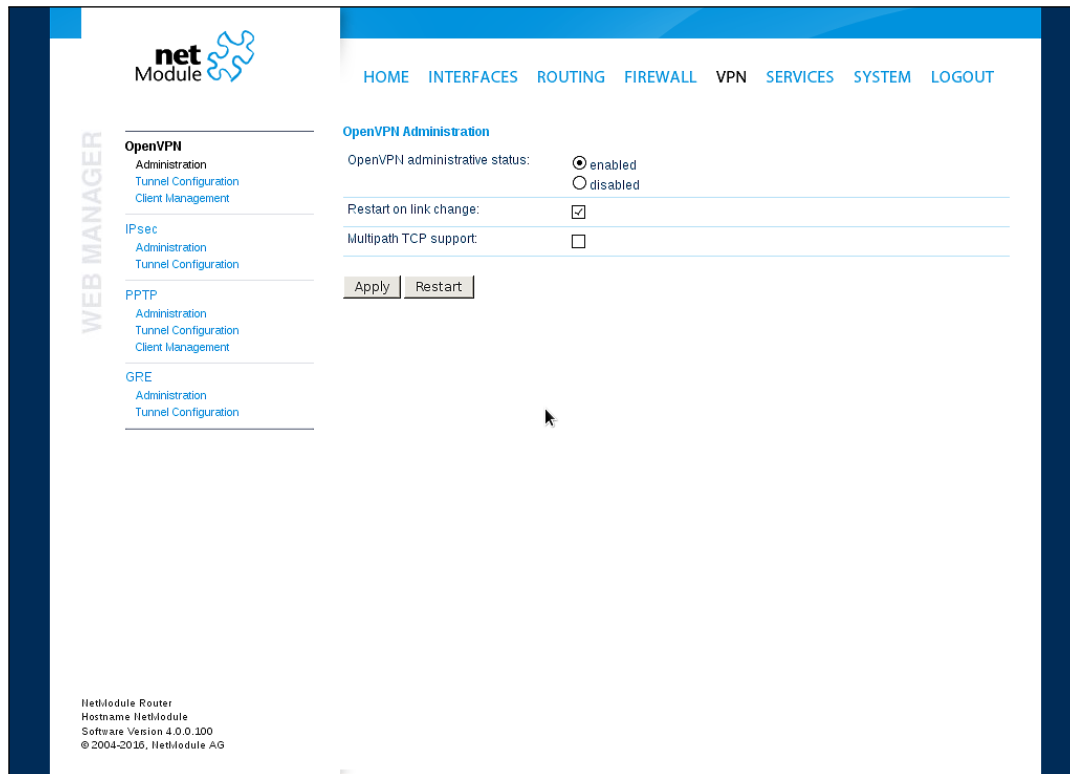 net
Module
HOME INTERFACES ROUTING FIREWALL VPN SERVICES SYSTEM LOGOUT
WEB MANAGER
OpenVPN
Administration
Tunnel Configuration
Client Management
IPsec
Administration
Tunnel Configuration
PPTP
Administration
Tunnel Configuration
Client Management
GRE
Administration
Tunnel Configuration
OpenVPN Administration
OpenVPN administrative status:
enabled
disabled
Restart on link change:
Multipath TCP support:
Apply Restart
NetModule Router
Hostname NetModule
Software Version 4.0.0.100
© 2004-2016, NetModule AG